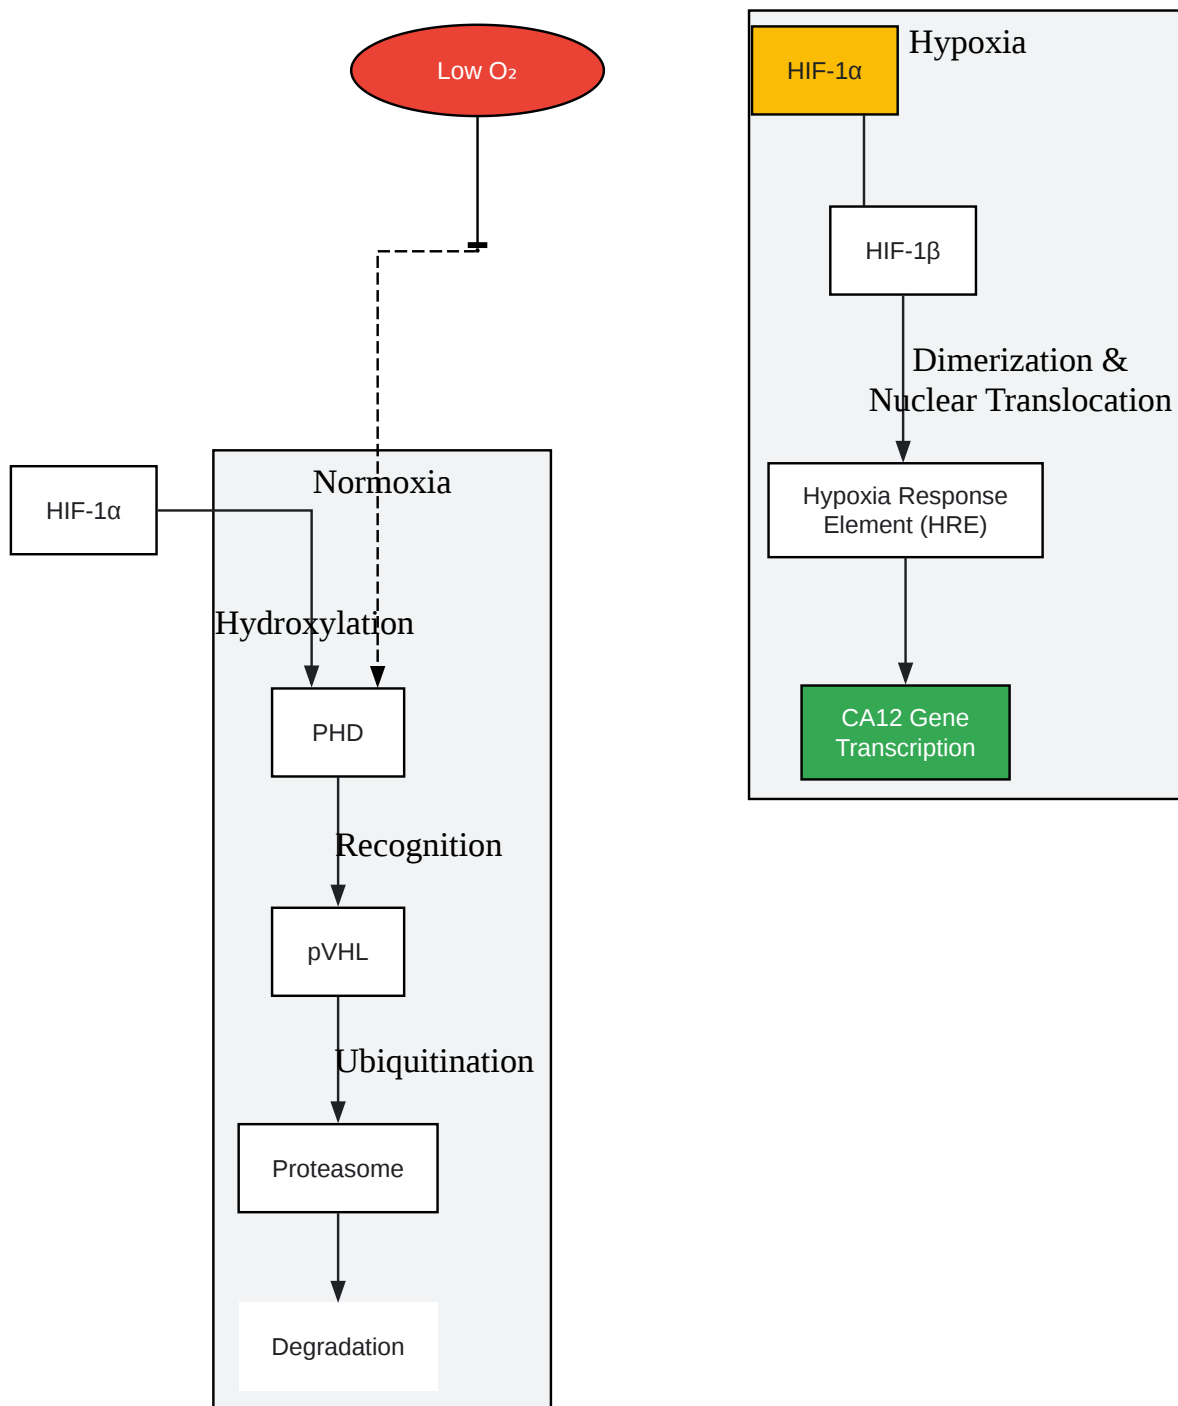 Low O₂
Normoxia
HIF-1α
Hydroxylation
PHD
Recognition
pVHL
Ubiquitination
Proteasome
Degradation
HIF-1α
Hypoxia
HIF-1β
Dimerization &
Nuclear Translocation
Hypoxia Response
Element (HRE)
CA12 Gene
Transcription